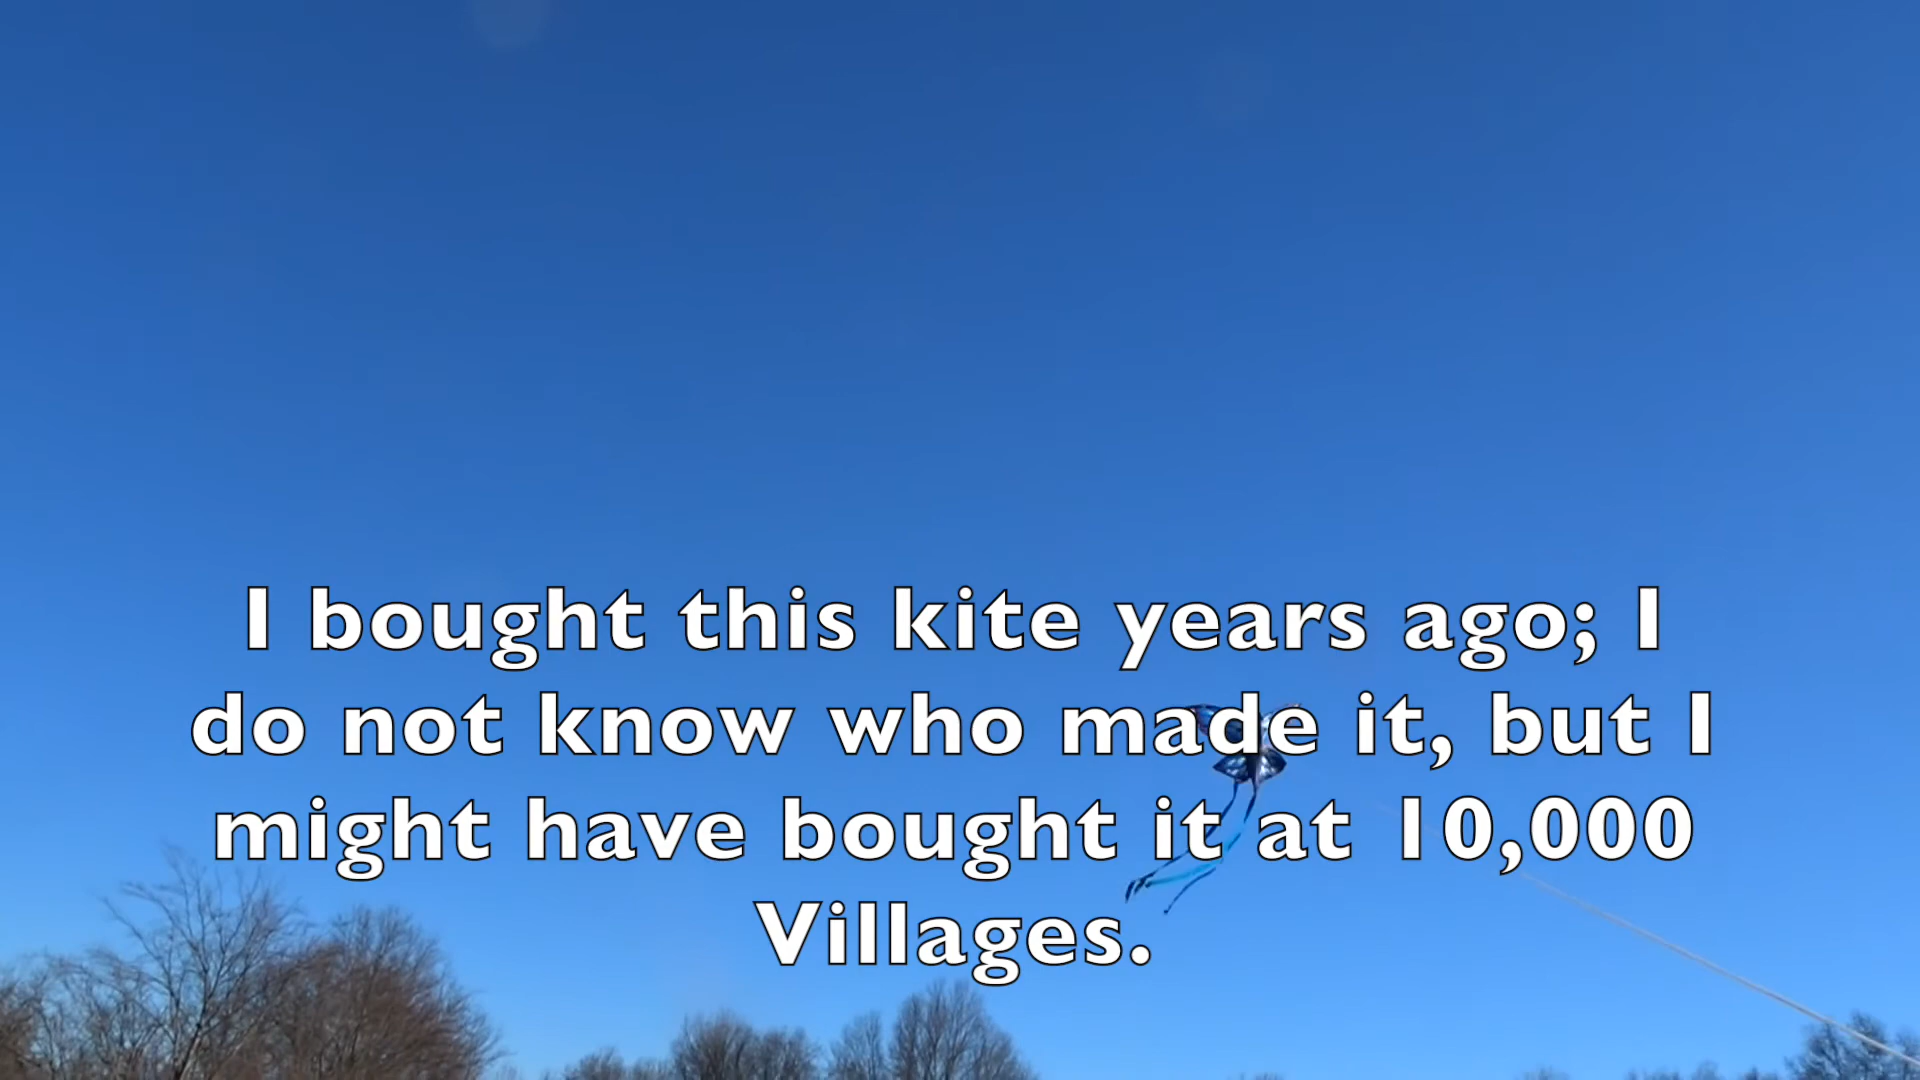 I bought this kite years ago; I
do not know who made it, but I
might have bought it at 10,000
Villages.